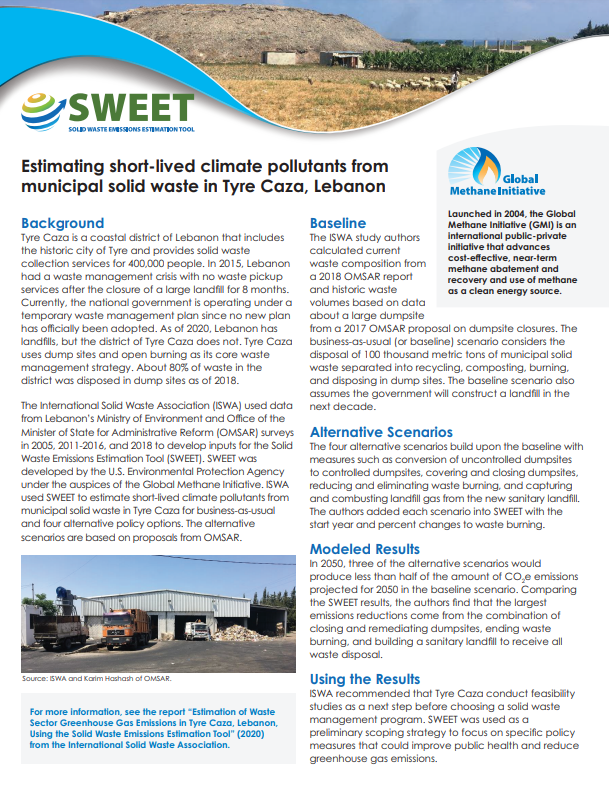 SWEET
SOLID WASTE EMISSIONS ESTIMATION TOOL
Estimating short-lived climate pollutants from
municipal solid waste in Tyre Caza, Lebanon
Global
MethaneInitiative
Launched in 2004, the Global
Methane Initiative (GMI) is an
international public-private
initiative that advances
cost-effective, near-term
methane abatement and
recovery and use of methane
as a clean energy source.
Background
Tyre Caza is a coastal district of Lebanon that includes
the historic city of Tyre and provides solid waste
collection services for 400,000 people. In 2015, Lebanon
had a waste management crisis with no waste pickup
services after the closure of a large landfill for 8 months.
Currently, the national government is operating under a
temporary waste management plan since no new plan
has officially been adopted. As of 2020, Lebanon has
landfills, but the district of Tyre Caza does not. Tyre Caza
uses dump sites and open burning as its core waste
management strategy. About 80% of waste in the
district was disposed in dump sites as of 2018.
The International Solid Waste Association (ISWA) used data
from Lebanon's Ministry of Environment and Office of the
Minister of State for Administrative Reform (OMSAR) surveys
in 2005, 2011-2016, and 2018 to develop inputs for the Solid
Waste Emissions Estimation Tool (SWEET). SWEET was
developed by the U.S. Environmental Protection Agency
under the auspices of the Global Methane Initiative. ISWA
used SWEET to estimate short-lived climate pollutants from
municipal solid waste in Tyre Caza for business-as-usual
and four alternative policy options. The alternative
scenarios are based on proposals from OMSAR.
Source: ISWA and Karim Hashash of OMSAR.
For more information, see the report "Estimation of Waste
Sector Greenhouse Gas Emissions in Tyre Caza, Lebanon,
Using the Solid Waste Emissions Estimation Tool" (2020)
from the International Solid Waste Association.
Baseline
The ISWA study authors
calculated current
waste composition from
a 2018 OMSAR report
and historic waste
volumes based on data
about a large dumpsite
from a 2017 OMSAR proposal on dumpsite closures. The
business-as-usual (or baseline) scenario considers the
disposal of 100 thousand metric tons of municipal solid
waste separated into recycling, composting, burning,
and disposing in dump sites. The baseline scenario also
assumes the government will construct a landfill in the
next decade.
Alternative Scenarios
The four alternative scenarios build upon the baseline with
measures such as conversion of uncontrolled dumpsites
to controlled dumpsites, covering and closing dumpsites,
reducing and eliminating waste burning, and capturing
and combusting landfill gas from the new sanitary landfill.
The authors added each scenario into SWEET with the
start year and percent changes to waste burning.
Modeled Results
In 2050, three of the alternative scenarios would
produce less than half of the amount of CO₂e emissions
projected for 2050 in the baseline scenario. Comparing
the SWEET results, the authors find that the largest
emissions reductions come from the combination of
closing and remediating dumpsites, ending waste
burning, and building a sanitary landfill to receive all
waste disposal.
Using the Results
ISWA recommended that Tyre Caza conduct feasibility
studies as a next step before choosing a solid waste
management program. SWEET was used as a
preliminary scoping strategy to focus on specific policy
measures that could improve public health and reduce
greenhouse gas emissions.